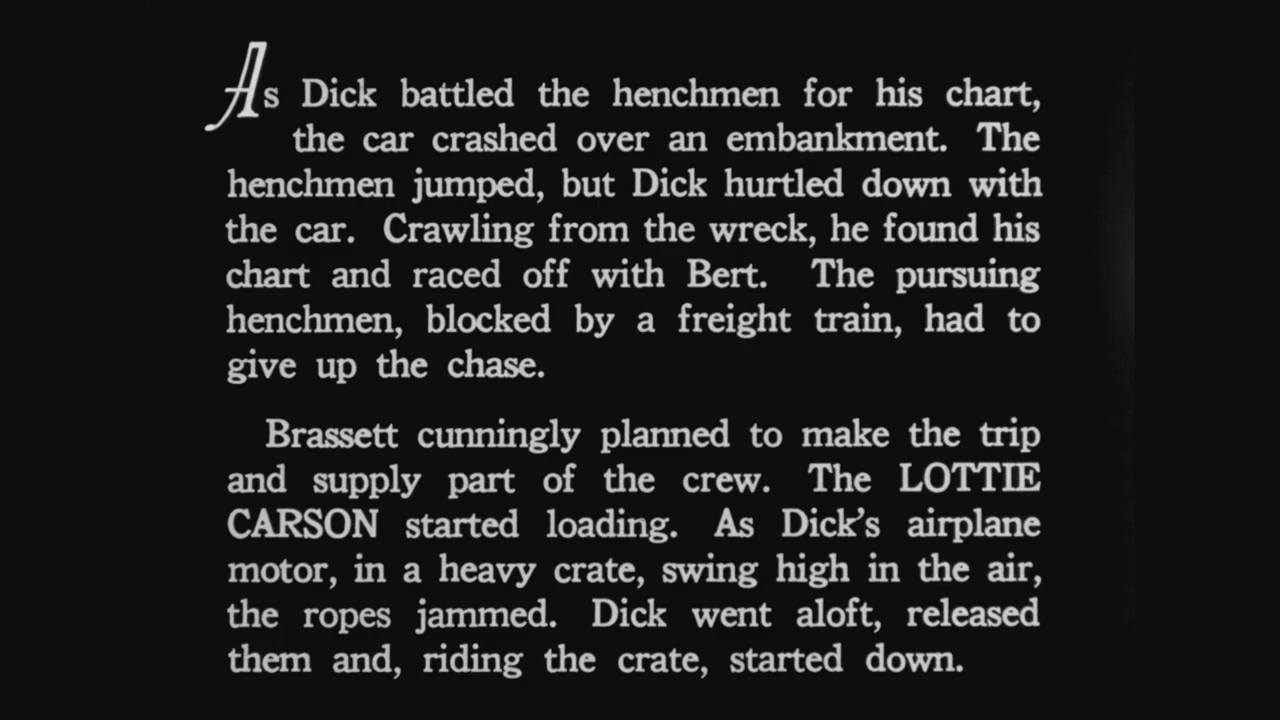 As Dick battled the henchmen for his chart,
the car crashed over an embankment. The
henchmen jumped, but Dick hurtled down with
the car. Crawling from the wreck, he found his
chart and raced off with Bert. The pursuing
henchmen, blocked by a freight train, had to
give up the chase.
Brassett cunningly planned to make the trip
and supply part of the crew. The LOTTIE
CARSON started loading. As Dick's airplane
motor, in a heavy crate, swing high in the air,
the ropes jammed. Dick went aloft, released
them and, riding the crate, started down.